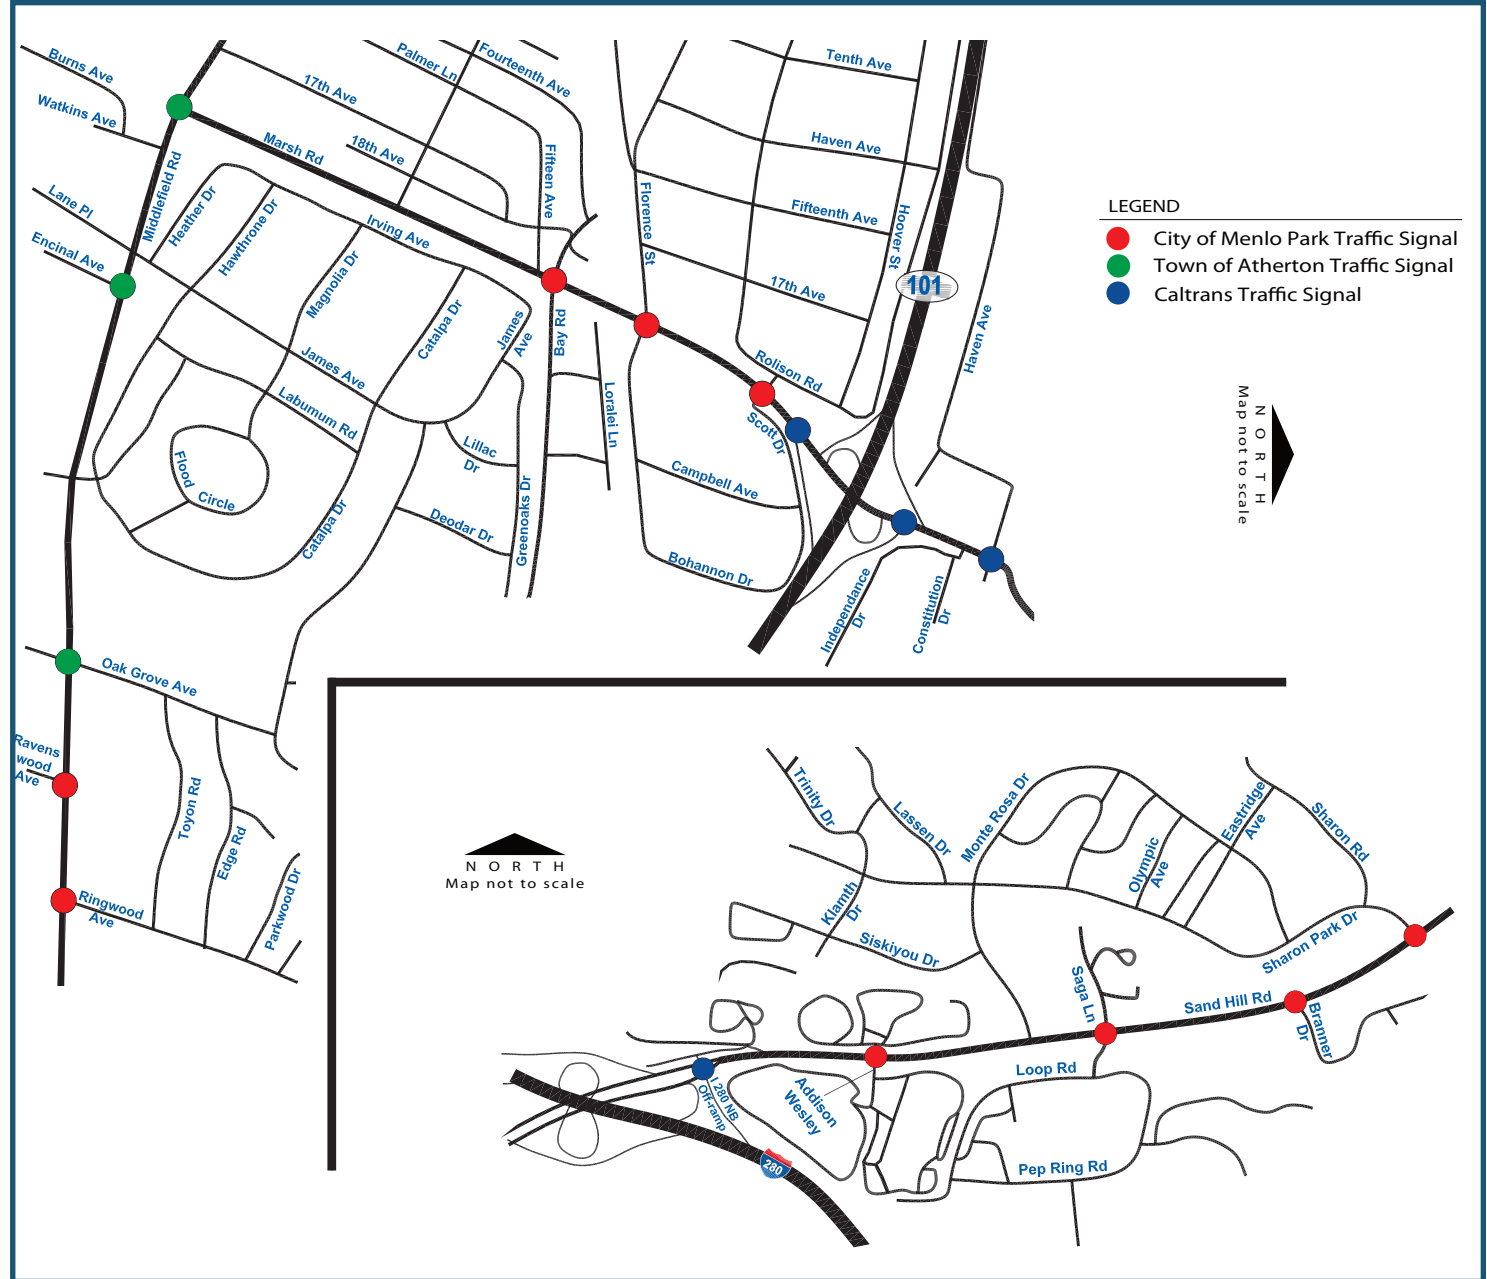 Burns Ave
Watkins Ave
Lane Pl
Encinal Ave
Middlefield Rd
Heather Dr
Hawthrone Dr
Magnolia Dr
Catalpa Dr
James
Ave
17th Ave
Marsh Rd
18th Ave
Palmer Ln
Fourteenth Ave
Fifteen Ave
Irving Ave
Bay Rd
James Ave
Labumum Rd
Flood
Circle
Catalpa Dr
Lillac
Dr
Deodar Dr
Greenoaks Dr
Loralei Ln
Florence St
Tenth Ave
Haven Ave
Fifteenth Ave
17th Ave
Hoover St
101
Haven Ave
Rolison Rd
Scott Dr
Campbell Ave
Bohannon Dr
Independance
Dr
Constitution
Dr
LEGEND
City of Menlo Park Traffic Signal
Town of Atherton Traffic Signal
Caltrans Traffic Signal
NORTH
Map not to scale
Oak Grove Ave
Ravens
wood
Ave
Toyon Rd
Edge Rd
Parkwood Dr
Ringwood
Ave
NORTH
Map not to scale
Trinity Dr
Lassen Dr
Monte Rosa Dr
Klamth
Dr
Siskiyou Dr
Olympic
Ave
Eastridge
Ave
Sharon Rd
Sharon Park Dr
Saga Ln
Sand Hill Rd
Branner
Dr
Loop Rd
Addison
Wesley
I 280 NB
Off-ramp
280
Pep Ring Rd